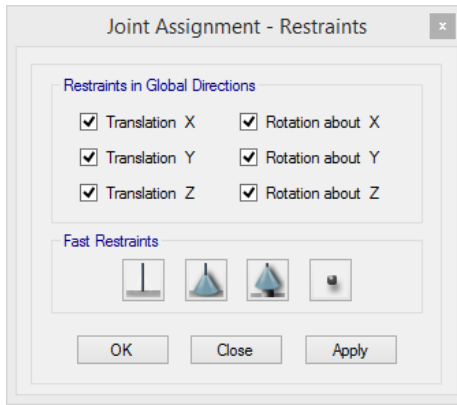 Joint Assignment - Restraints
x
Restraints in Global Directions
Translation X
Rotation about X
Translation Y
Rotation about Y
Translation Z
Rotation about Z
Fast Restraints
OK
Close
Apply